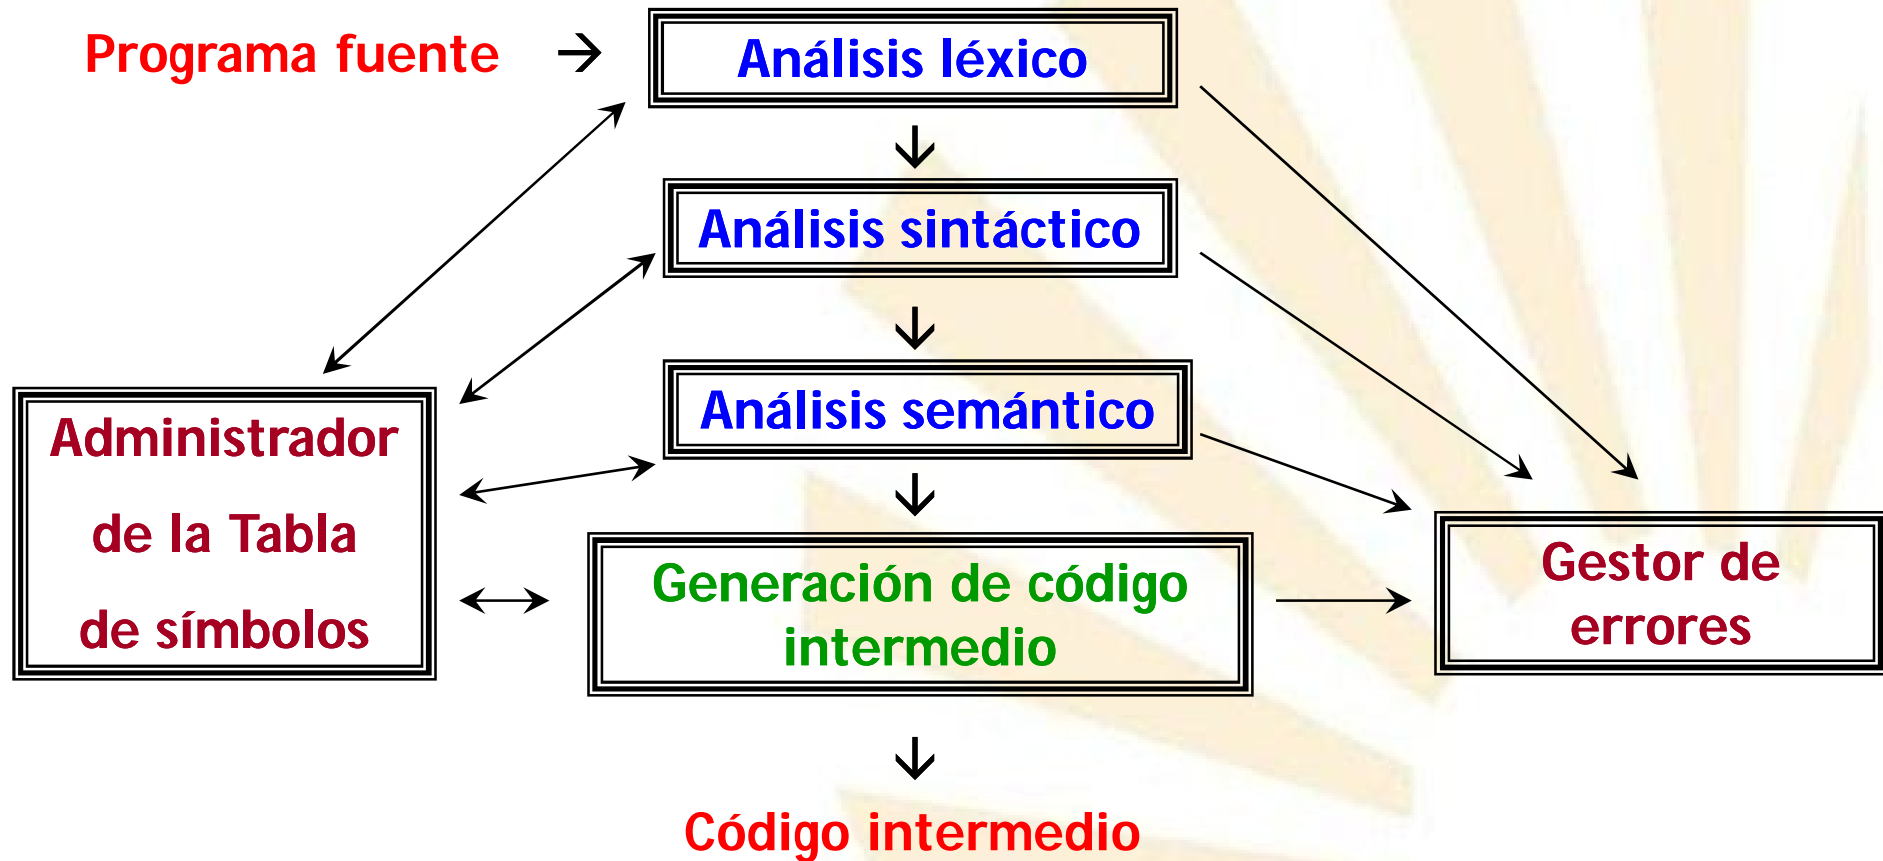 Programa fuente → Análisis léxico
Análisis sintáctico
Análisis semántico
Administrador
de la Tabla
de símbolos
Generación de código
intermedio
Gestor de
errores
Código intermedio